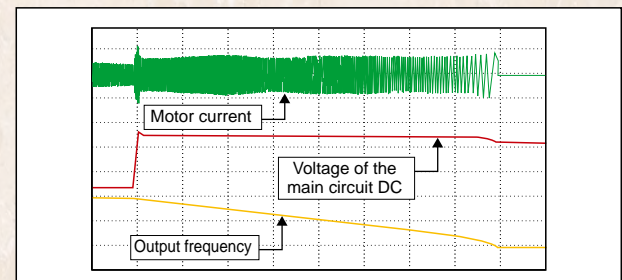 Motor current
Voltage of the
main circuit DC
Output frequency